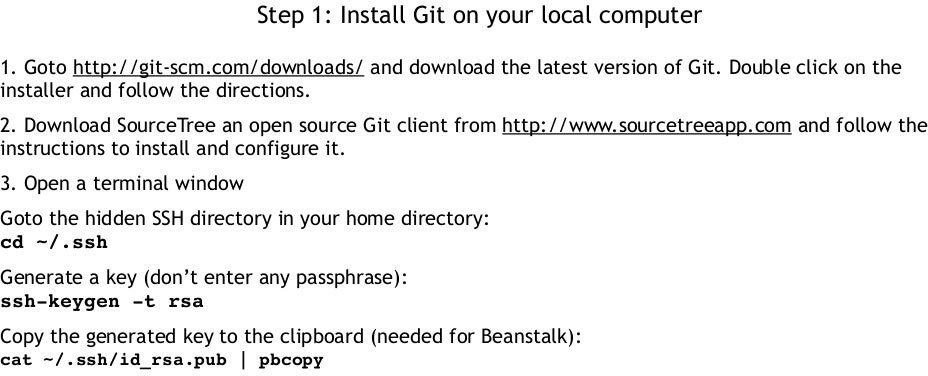 Step 1: Install Git on your local computer
1. Goto http://git-scm.com/downloads/ and download the latest version of Git. Double click on the
installer and follow the directions.
2. Download SourceTree an open source Git client from http://www.sourcetreeapp.com and follow the
instructions to install and configure it.
3. Open a terminal window
Goto the hidden SSH directory in your home directory:
cd ~/.ssh
Generate a key (don’t enter any passphrase):
ssh-keygen -t rsa
Copy the generated key to the clipboard (needed for Beanstalk):
cat ~/.ssh/id_rsa.pub | pbcopy